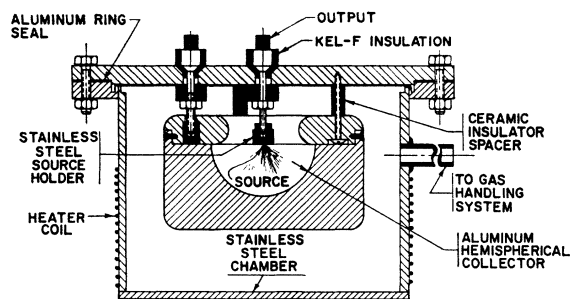 ALUMINUM RING
SEAL
OUTPUT
KEL-F INSULATION
STAINLESS
STEEL
SOURCE
HOLDER
SOURCE
CERAMIC
INSULATOR
SPACER
TO GAS
HANDLING
SYSTEM
HEATER
COIL
STAINLESS
STEEL
CHAMBER
ALUMINUM
HEMISPHERICAL
COLLECTOR